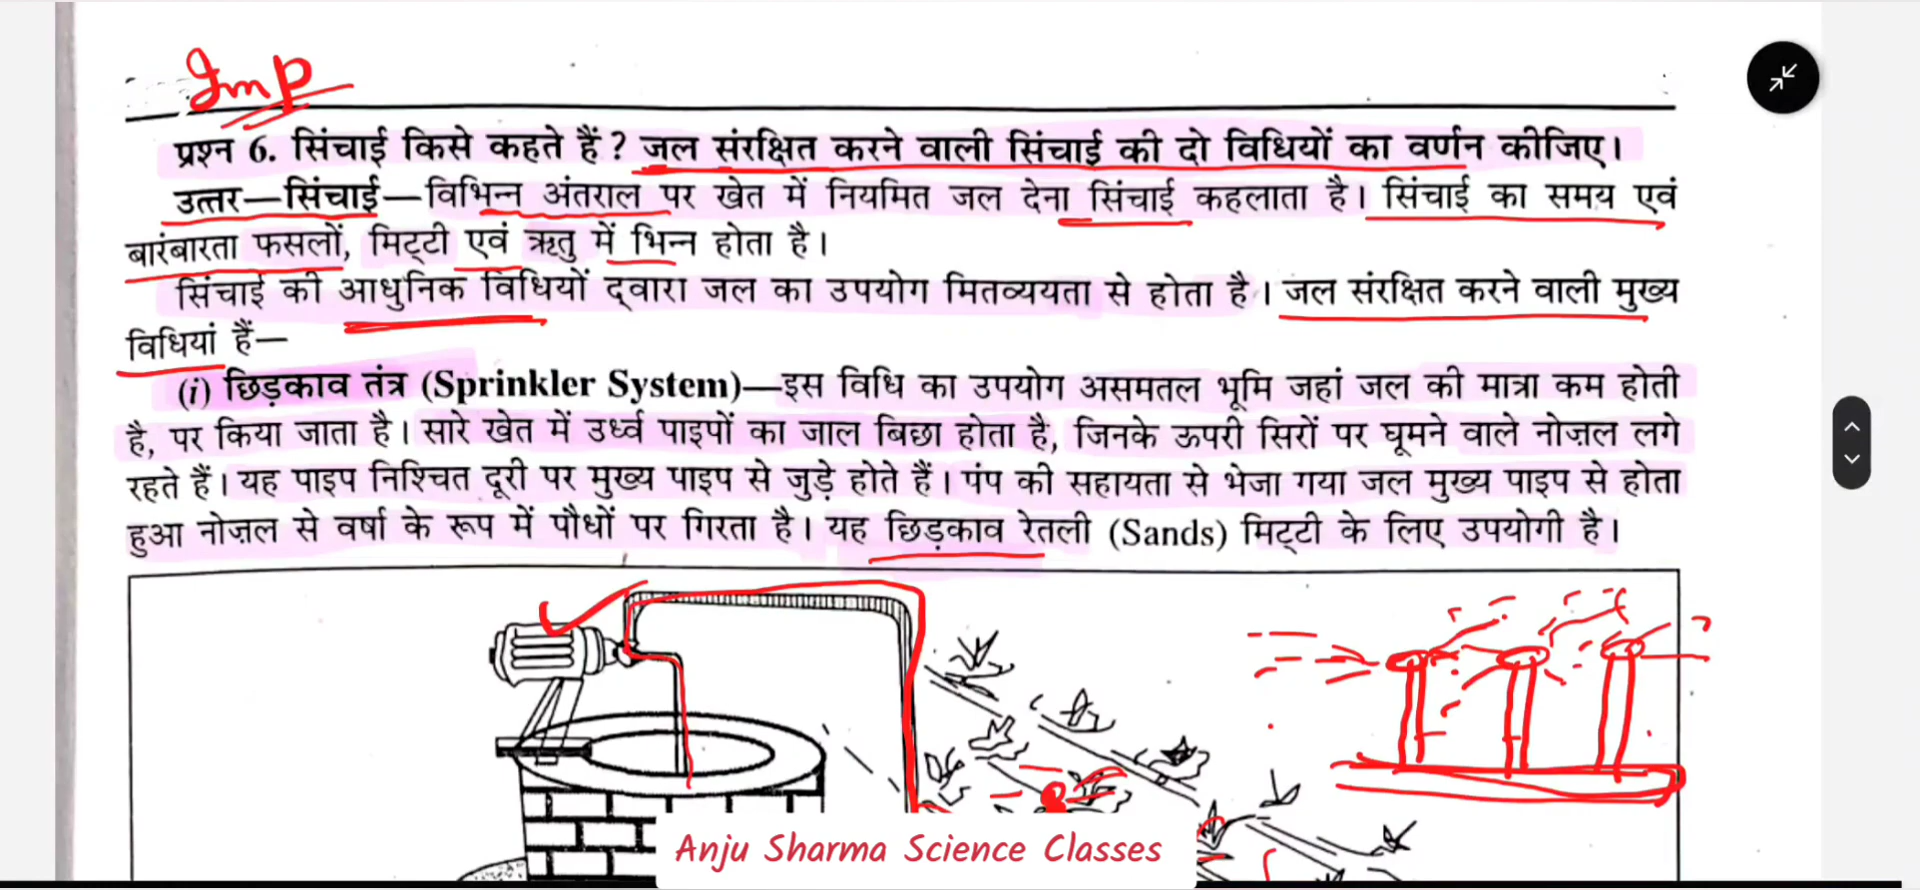 Imp
प्रश्न 6. सिंचाई किसे कहते हैं? जल संरक्षित करने वाली सिंचाई की दो विधियों का वर्णन कीजिए।
उत्तर—सिंचाई—विभिन्न अंतराल पर खेत में नियमित जल देना सिंचाई कहलाता है। सिंचाई का समय एवं
बारंबारता फसलों, मिट्टी एवं ऋतु में भिन्न होता है।
सिंचाई की आधुनिक विधियों द्वारा जल का उपयोग मितव्ययता से होता है। जल संरक्षित करने वाली मुख्य
विधियां हैं—
(i) छिड़काव तंत्र (Sprinkler System)—इस विधि का उपयोग असमतल भूमि जहां जल की मात्रा कम होती
है, पर किया जाता है। सारे खेत में उर्ध्व पाइपों का जाल बिछा होता है, जिनके ऊपरी सिरों पर घूमने वाले नोज़ल लगे
रहते हैं। यह पाइप निश्चित दूरी पर मुख्य पाइप से जुड़े होते हैं। पंप की सहायता से भेजा गया जल मुख्य पाइप से होता
हुआ नोज़ल से वर्षा के रूप में पौधों पर गिरता है। यह छिड़काव रेतली (Sands) मिट्टी के लिए उपयोगी है।
Anju Sharma Science Classes